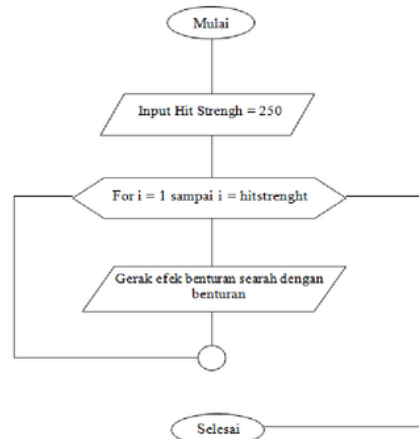 Mulai
Input Hit Strengh = 250
For i = 1 sampai i = hitstrenght
Gerak efek benturan searah dengan
benturan
Selesai